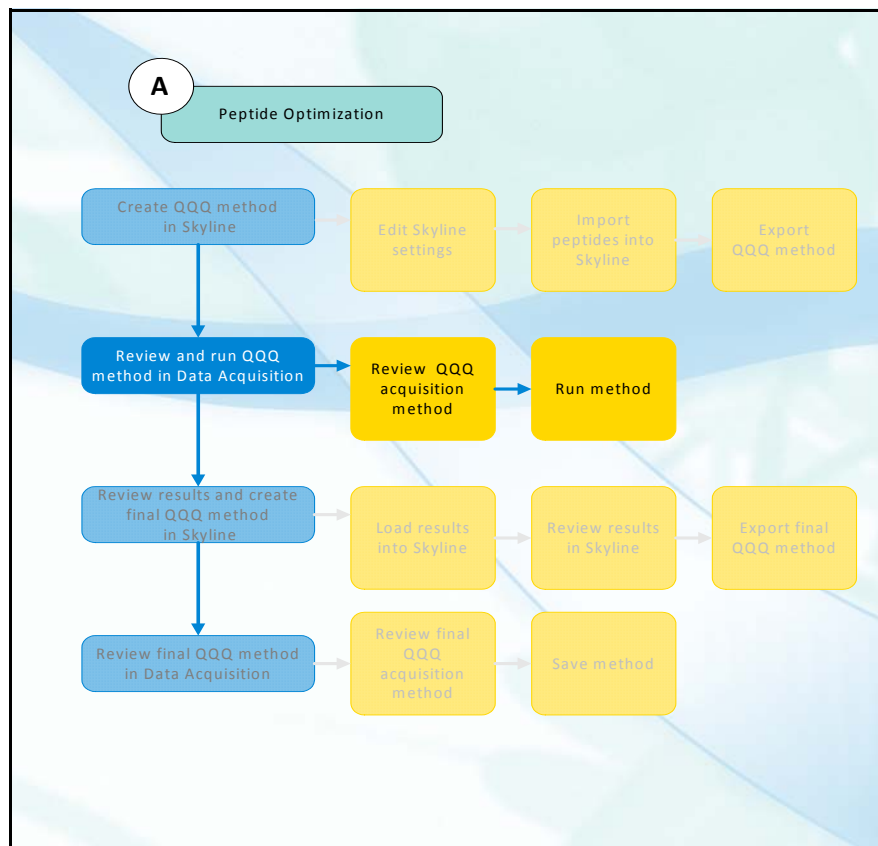 A
Peptide Optimization
Create QQQ method
in Skyline
Edit Skyline
settings
Import
peptides into
Skyline
Export
QQQ method
Review and run QQQ
method in Data Acquisition
Review QQQ
acquisition
method
Run method
Review results and create
final QQQ method
in Skyline
Load results
into Skyline
Review results
in Skyline
Export final
QQQ method
Review final QQQ method
in Data Acquisition
Review final
QQQ
acquisition
method
Save method